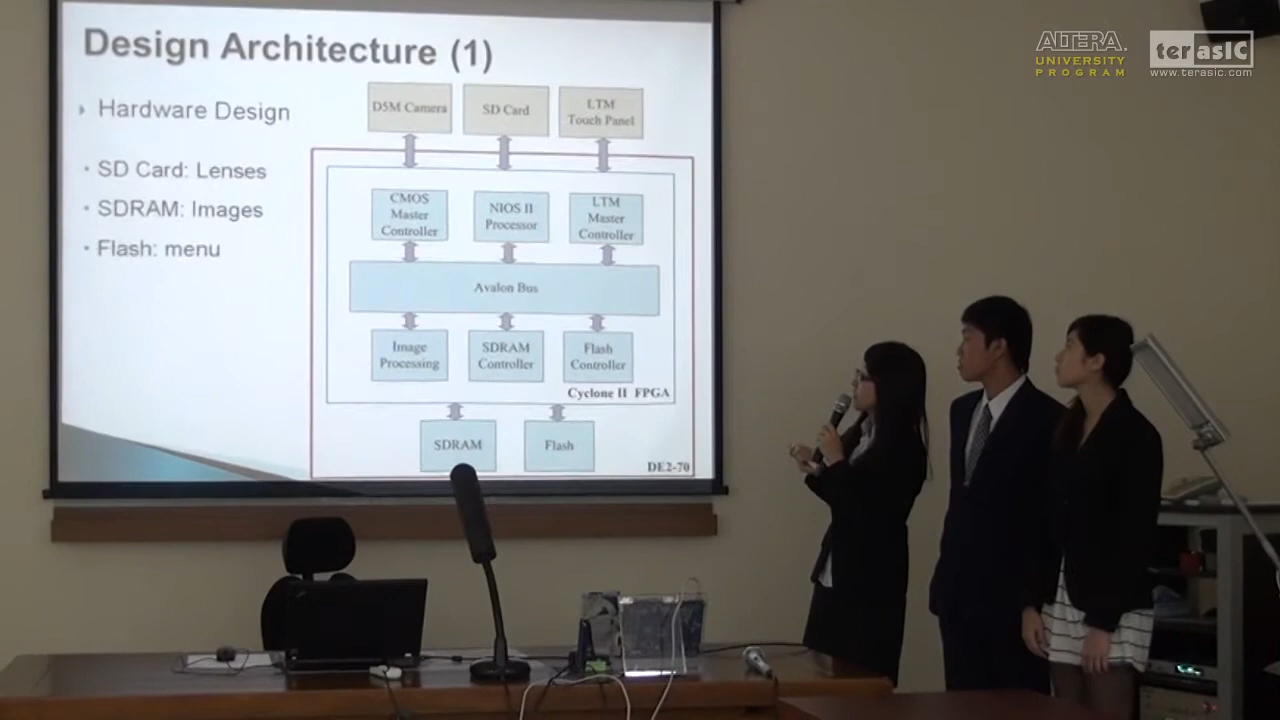 Design Architecture (1)
Hardware Design
SD Card: Lenses
SDRAM: Images
Flash: menu
D5M Camera
SD Card
LTM
Touch Panel
CMOS
Master
Controller
NIOS II
Processor
LTM
Master
Controller
Avalon Bus
Image
Processing
SDRAM
Controller
Flash
Controller
Cyclone II FPGA
SDRAM
Flash
DE2-70
ALTERA.
UNIVERSITY
PROGRAM
terasIC
www.terasic.com